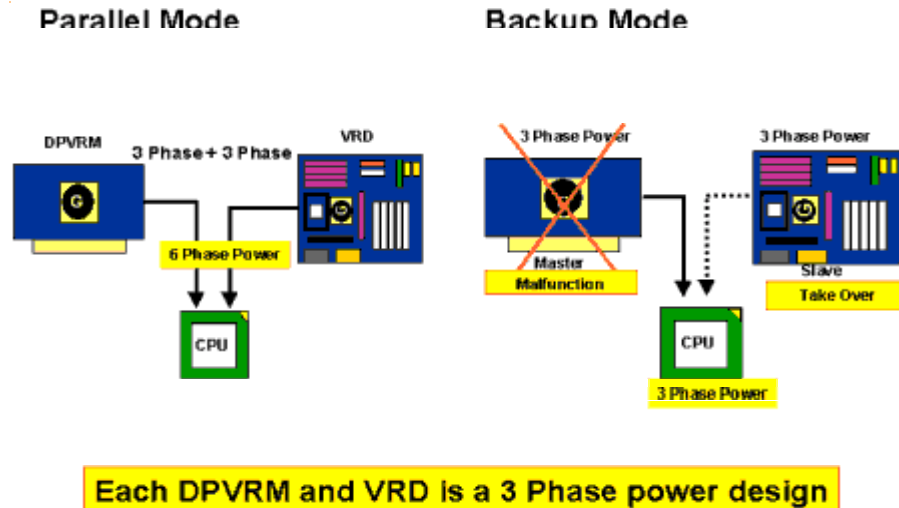 Parallel Mode
Backup Mode
DPVRM
3 Phase + 3 Phase
VRD
G
G
6 Phase Power
CPU
3 Phase Power
3 Phase Power
G
Master
Malfunction
Slave
Take Over
CPU
3 Phase Power
Each DPVRM and VRD is a 3 Phase power design